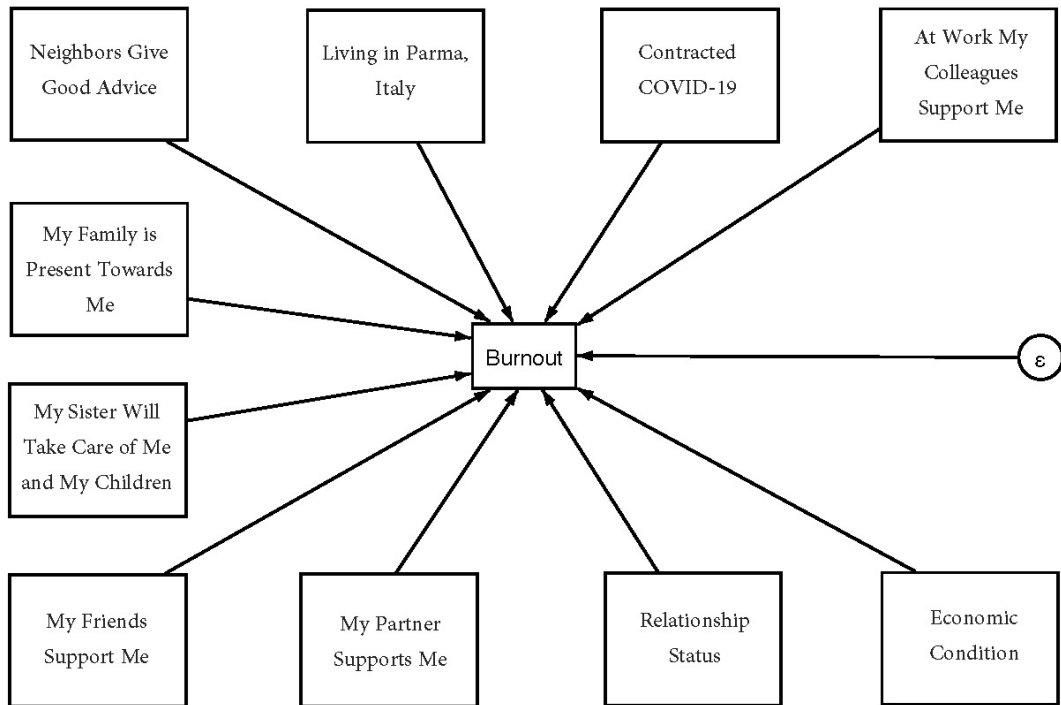 Neighbors Give
Good Advice
Living in Parma,
Italy
Contracted
COVID-19
At Work My
Colleagues
Support Me
My Family is
Present Towards
Me
Burnout
ε
My Sister Will
Take Care of Me
and My Children
My Friends
Support Me
My Partner
Supports Me
Relationship
Status
Economic
Condition